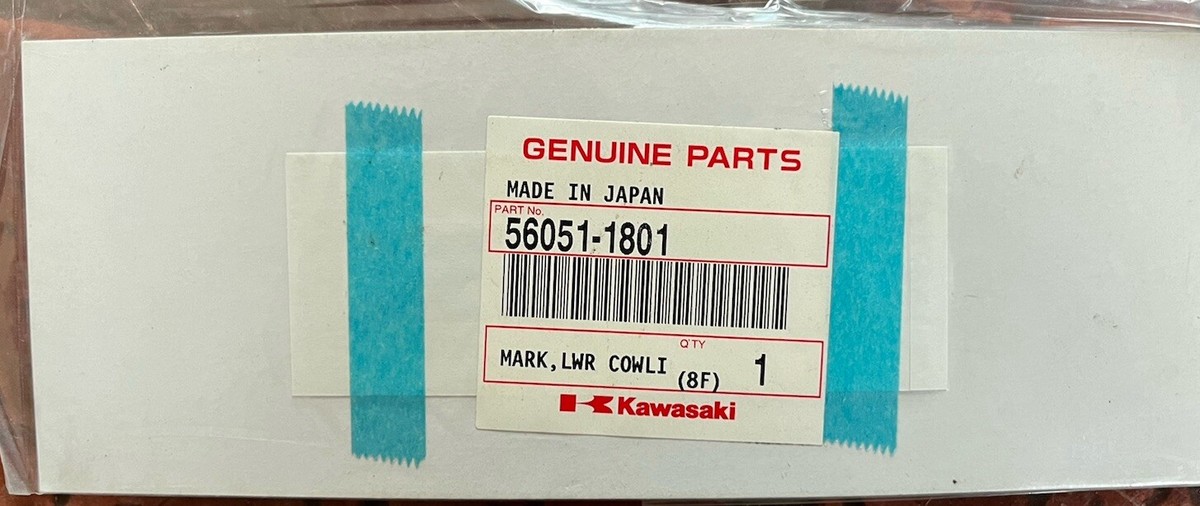 GENUINE PARTS
MADE IN JAPAN
PART No.
56051-1801
Q'TY
MARK,LWR COWLI (8F) 1
Kawasaki